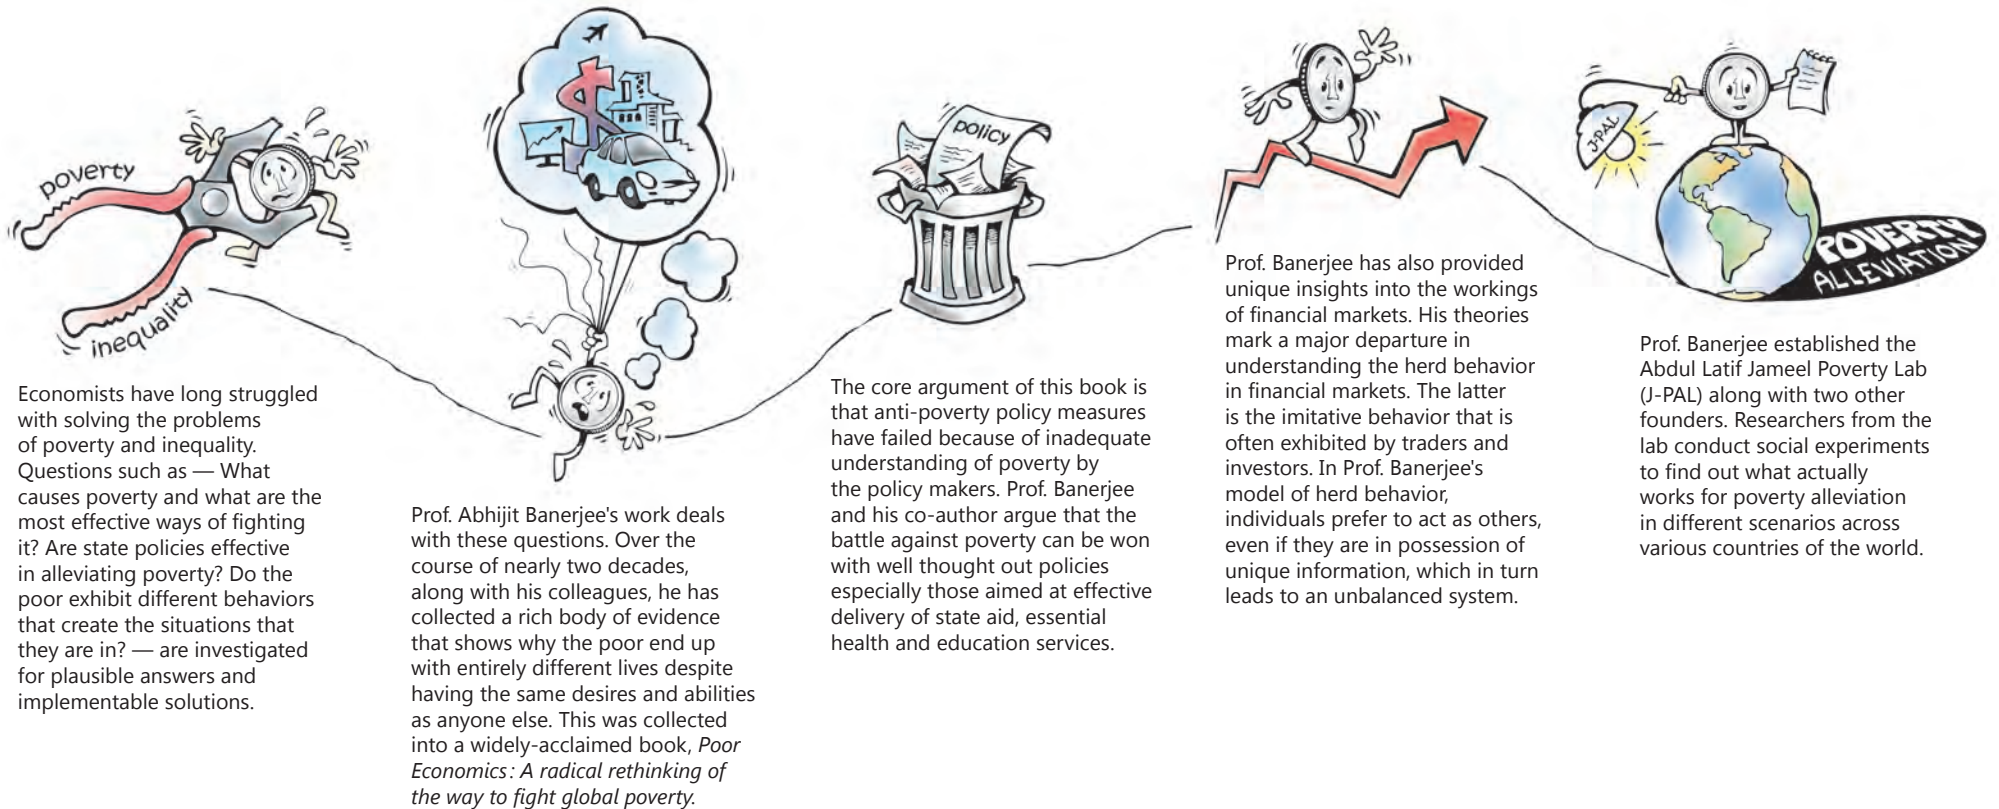 poverty
inequality
Economists have long struggled
with solving the problems
of poverty and inequality.
Questions such as — What
causes poverty and what are the
most effective ways of fighting
it? Are state policies effective
in alleviating poverty? Do the
poor exhibit different behaviors
that create the situations that
they are in? — are investigated
for plausible answers and
implementable solutions.
$
Prof. Abhijit Banerjee's work deals
with these questions. Over the
course of nearly two decades,
along with his colleagues, he has
collected a rich body of evidence
that shows why the poor end up
with entirely different lives despite
having the same desires and abilities
as anyone else. This was collected
into a widely-acclaimed book, Poor
Economics: A radical rethinking of
the way to fight global poverty.
policy
The core argument of this book is
that anti-poverty policy measures
have failed because of inadequate
understanding of poverty by
the policy makers. Prof. Banerjee
and his co-author argue that the
battle against poverty can be won
with well thought out policies
especially those aimed at effective
delivery of state aid, essential
health and education services.
1
Prof. Banerjee has also provided
unique insights into the workings
of financial markets. His theories
mark a major departure in
understanding the herd behavior
in financial markets. The latter
is the imitative behavior that is
often exhibited by traders and
investors. In Prof. Banerjee's
model of herd behavior,
individuals prefer to act as others,
even if they are in possession of
unique information, which in turn
leads to an unbalanced system.
1
J-PAL
POVERTY
ALLEVIATION
Prof. Banerjee established the
Abdul Latif Jameel Poverty Lab
(J-PAL) along with two other
founders. Researchers from the
lab conduct social experiments
to find out what actually
works for poverty alleviation
in different scenarios across
various countries of the world.